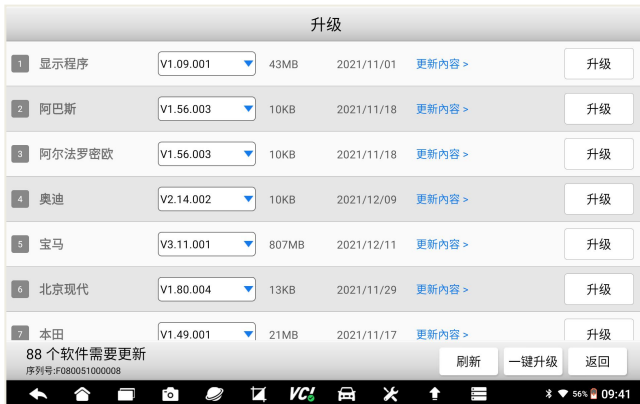 升级
1 显示程序 V1.09.001 43MB 2021/11/01 更新内容 > 升级
2 阿巴斯 V1.56.003 10KB 2021/11/18 更新内容 > 升级
3 阿尔法罗密欧 V1.56.003 10KB 2021/11/18 更新内容 > 升级
4 奥迪 V2.14.002 10KB 2021/12/09 更新内容 > 升级
5 宝马 V3.11.001 807MB 2021/12/11 更新内容 > 升级
6 北京现代 V1.80.004 13KB 2021/11/29 更新内容 > 升级
7 本田 V1.49.001 21MB 2021/11/17 更新内容 > 升级
88 个软件需要更新 刷新 一键升级 返回
序列号:F080051000008
VC! 56% 09:41